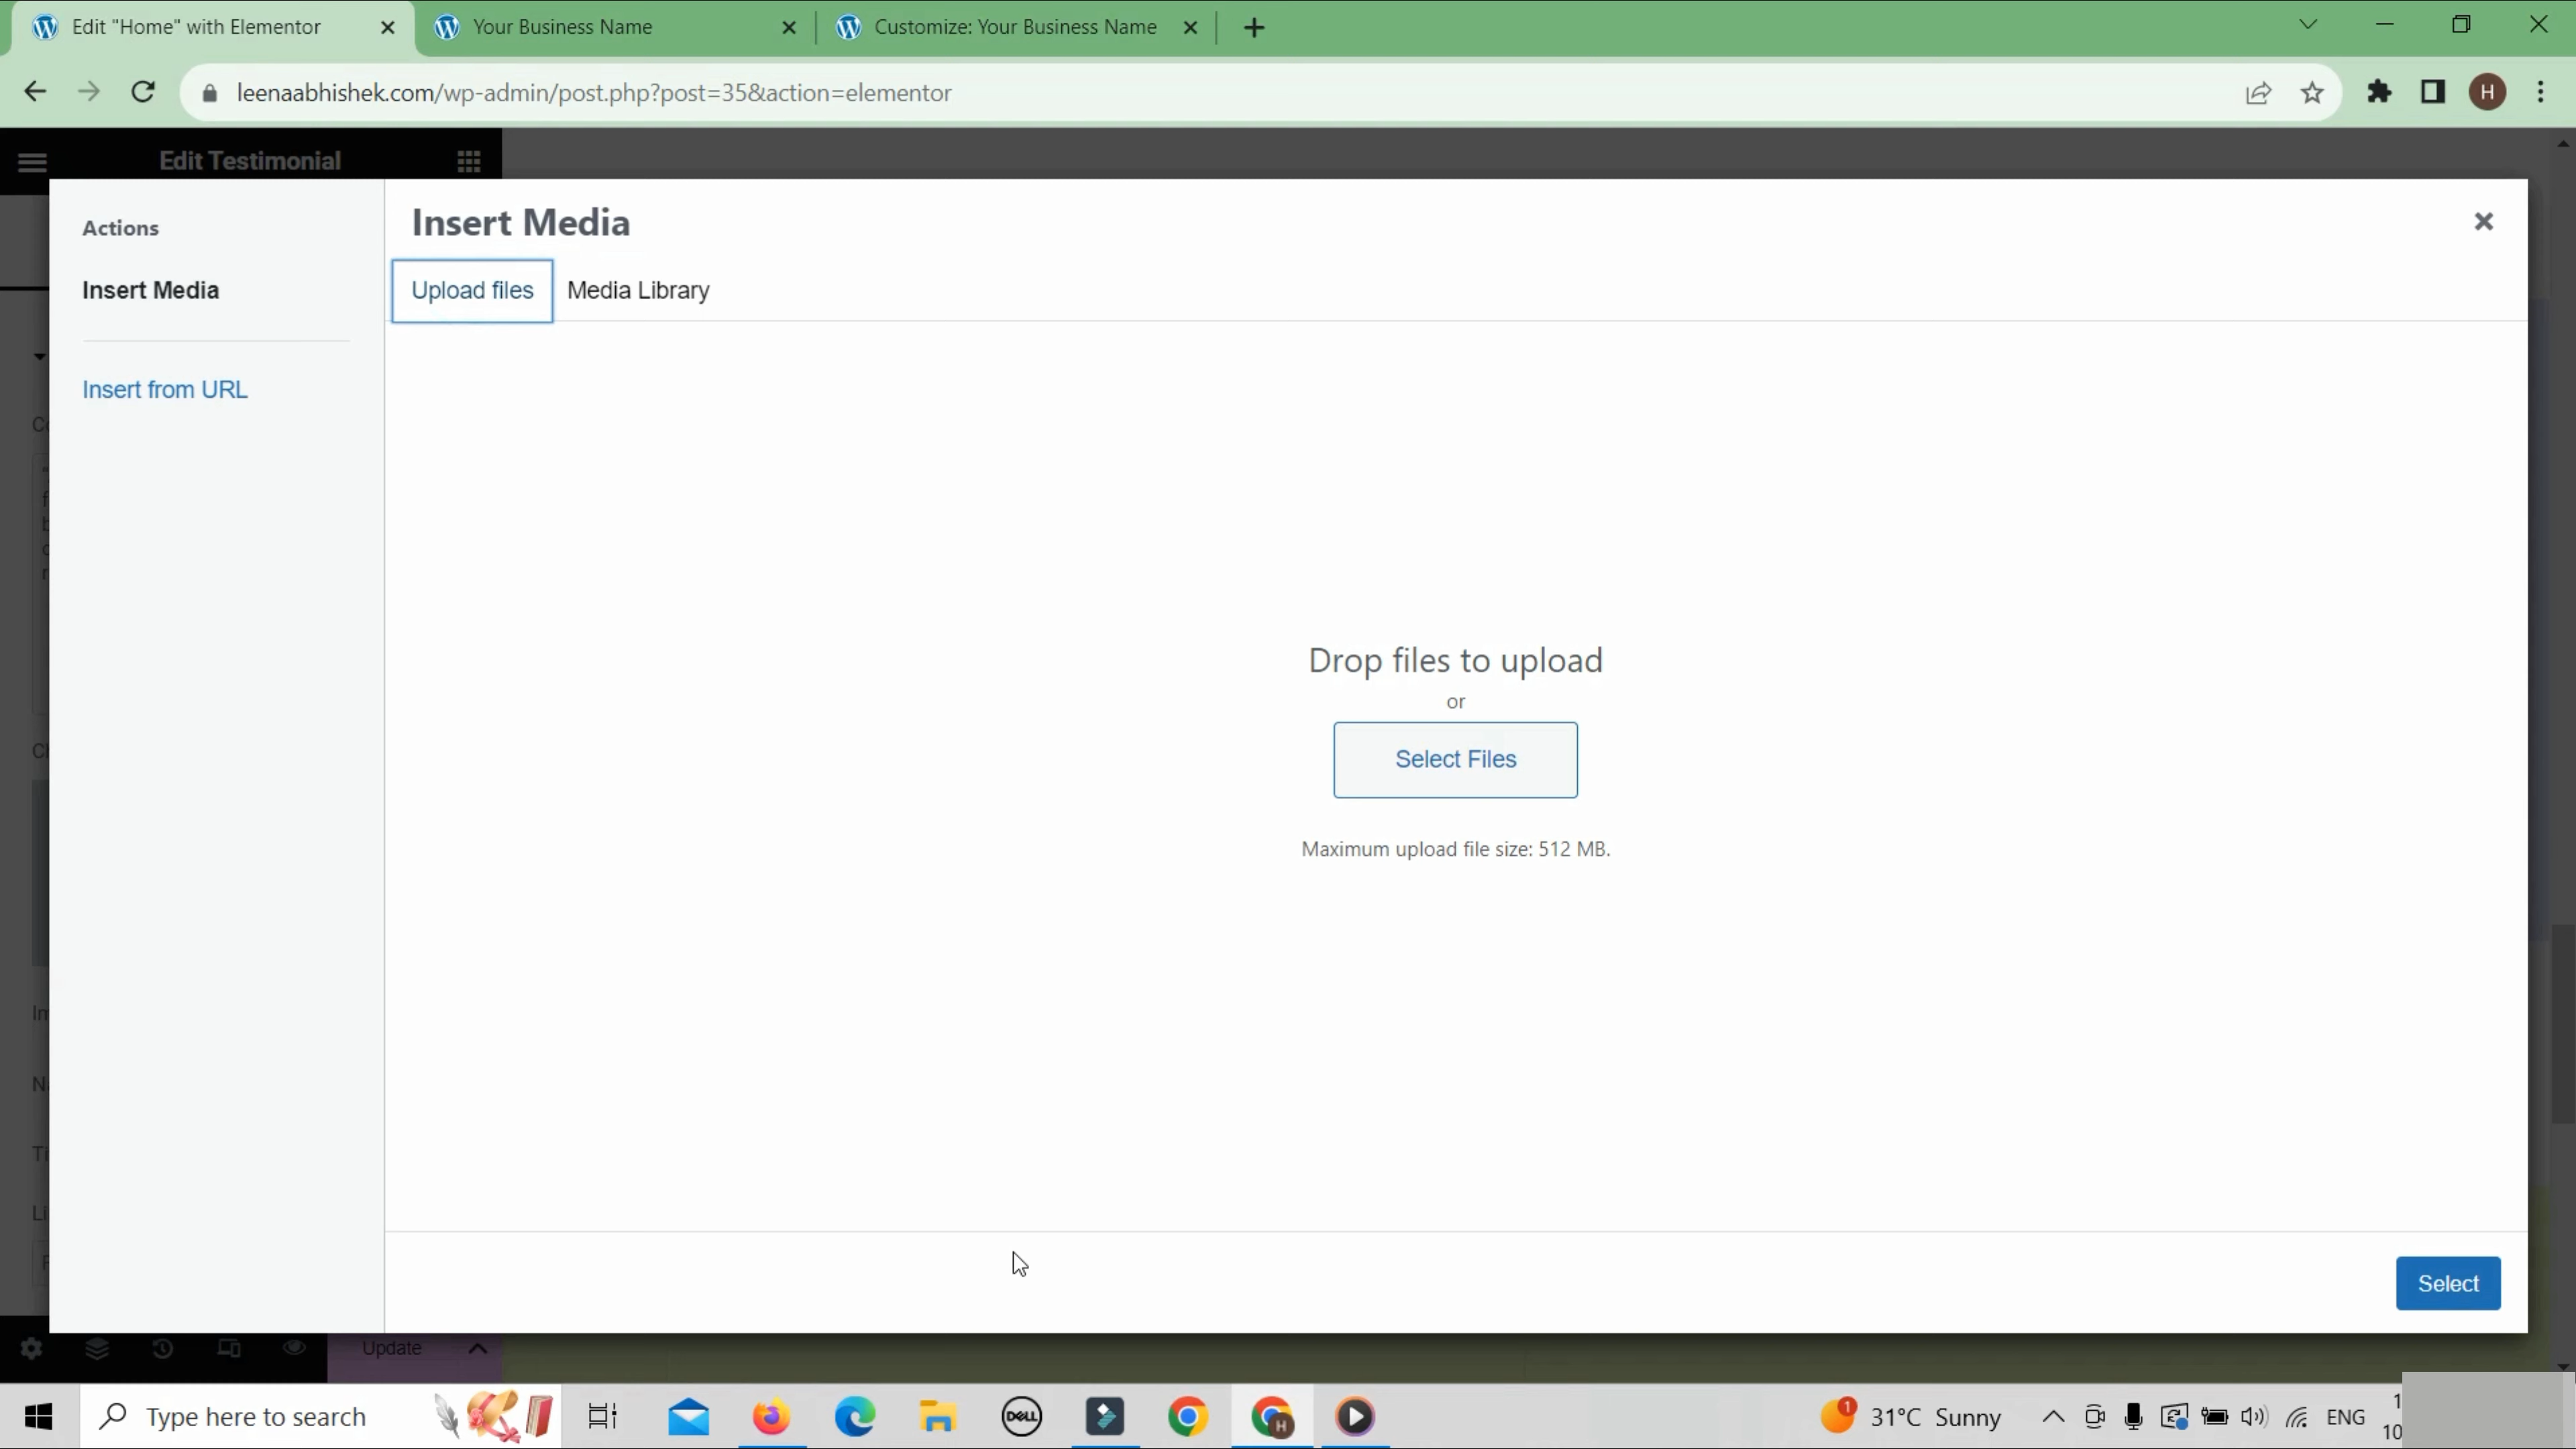 Edit "Home" with Elementor
Your Business Name
Customize: Your Business Name
leenaabhishek.com/wp-admin/post.php?post=35&action=elementor
H
Edit Testimonial
Actions
Insert Media
Insert from URL
Insert Media
Upload files
Media Library
Drop files to upload
or
Select Files
Maximum upload file size: 512 MB.
Select
Update
Type here to search
DELL
H
1
31°C Sunny
ENG